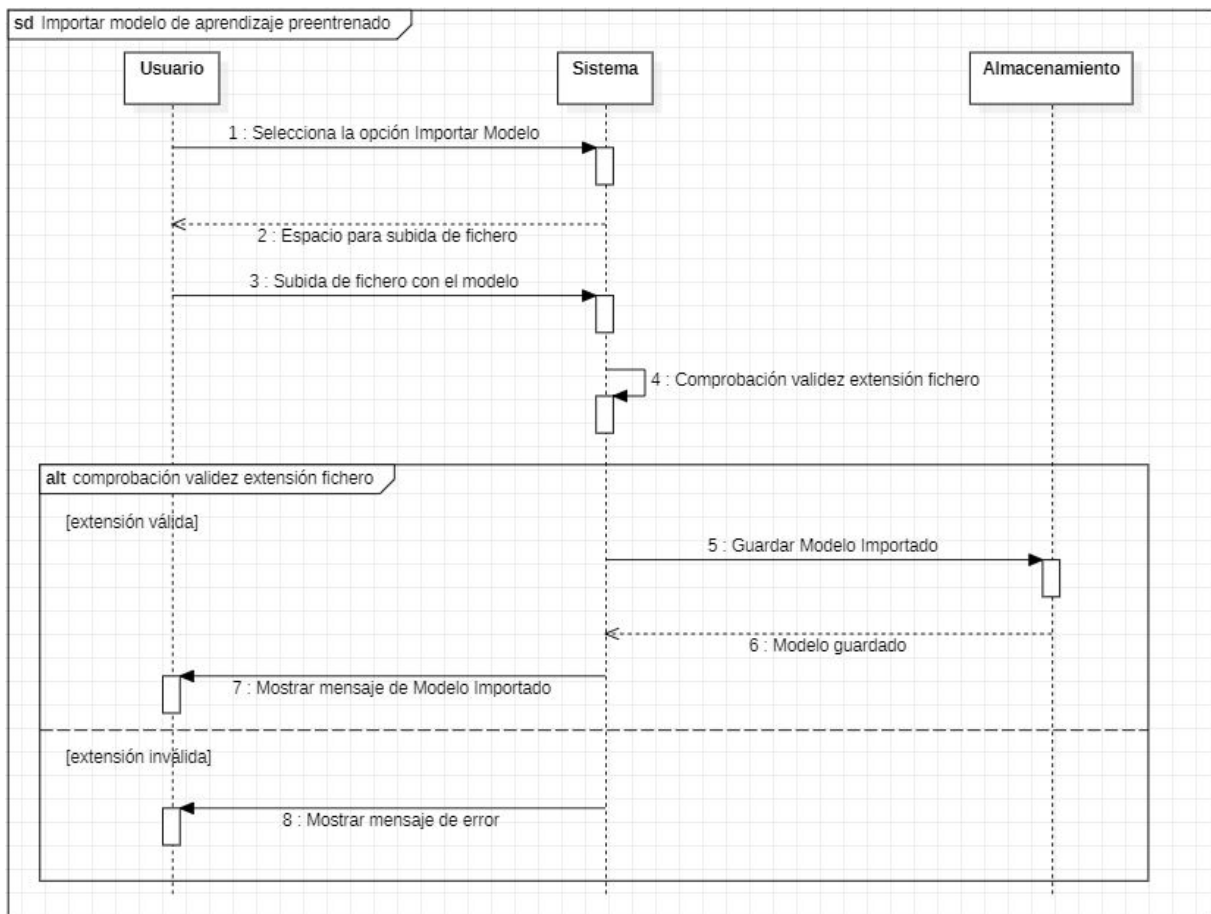 sd Importar modelo de aprendizaje preentrenado
Usuario
Sistema
Almacenamiento
1 : Selecciona la opción Importar Modelo
2 : Espacio para subida de fichero
3 : Subida de fichero con el modelo
4 : Comprobación validez extensión fichero
alt comprobación validez extensión fichero
[extensión válida]
5 : Guardar Modelo Importado
6 : Modelo guardado
7 : Mostrar mensaje de Modelo Importado
[extensión inválida]
8 : Mostrar mensaje de error